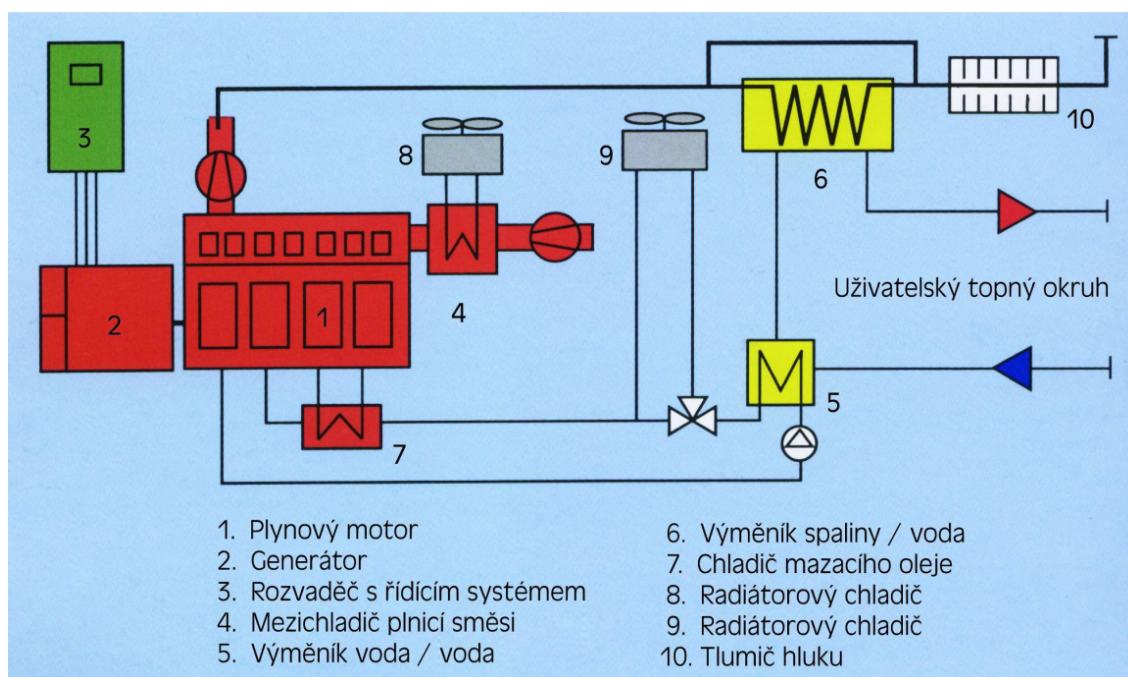 3
8
9
10
6
2
1
4
Uživatelský topný okruh
5
7
1. Plynový motor
2. Generátor
3. Rozvaděč s řídícím systémem
4. Mezichladič plnicí směsi
5. Výměník voda / voda
6. Výměník spaliny / voda
7. Chladič mazacího oleje
8. Radiátorový chladič
9. Radiátorový chladič
10. Tlumič hluku